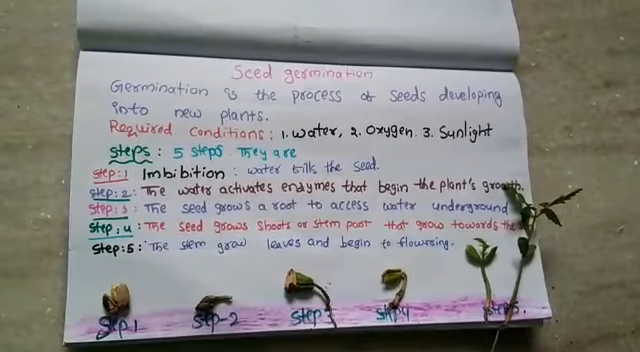 Seed germination
Germination is the process of seeds developing
into new plants.
Required Conditions : 1. water, 2. Oxygen. 3. Sunlight
steps : 5 steps. They are
step:1 Imbibition : water fills the seed.
step:2: The water activates endymes that begin the plant's growth.
step:3 : The seed grows a root to access water underground
step:4 : The seed grows shoots or stem part that grow towards the
step:5: The stem grow leaves and begin to flowering.
Step 1 Step-2 Step 3 Step 4 Step 5